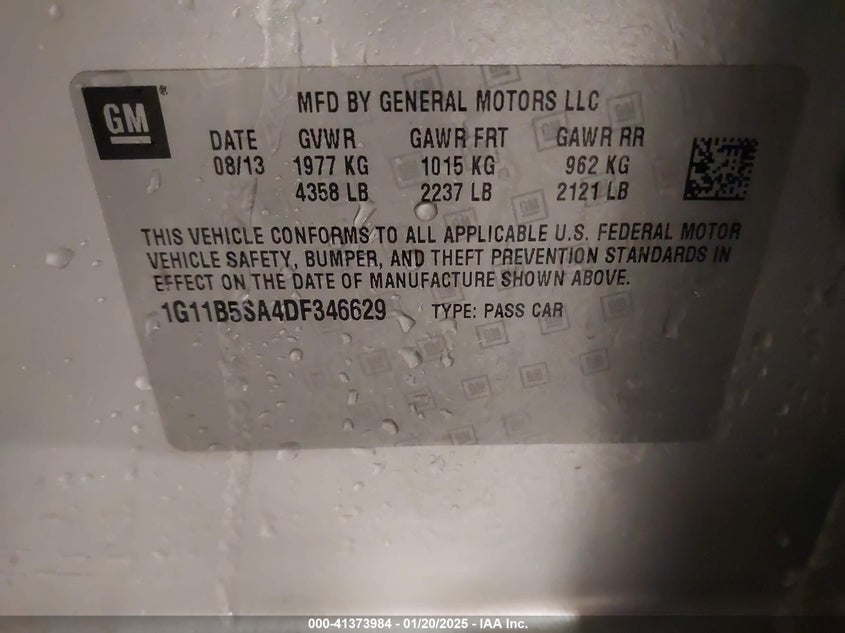 GM
MFD BY GENERAL MOTORS LLC
DATE GVWR GAWR FRT GAWR RR
08/13 1977 KG 1015 KG 962 KG
4358 LB 2237 LB 2121 LB
THIS VEHICLE CONFORMS TO ALL APPLICABLE U.S. FEDERAL MOTOR
VEHICLE SAFETY, BUMPER, AND THEFT PREVENTION STANDARDS IN
EFFECT ON THE DATE OF MANUFACTURE SHOWN ABOVE.
1G11B5SA4DF346629 TYPE: PASS CAR
000-41373984 — 01/20/2025 — IAA Inc.